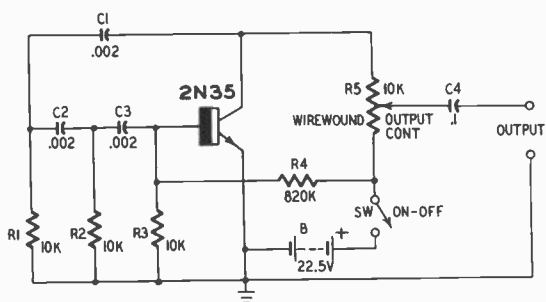 C1
.002
2N35
R5
10K
C4
.1
WIREWOUND
OUTPUT
CONT
OUTPUT
C2
.002
C3
.002
R4
820K
SW
ON-OFF
R1
10K
R2
10K
R3
10K
B
+
22.5V